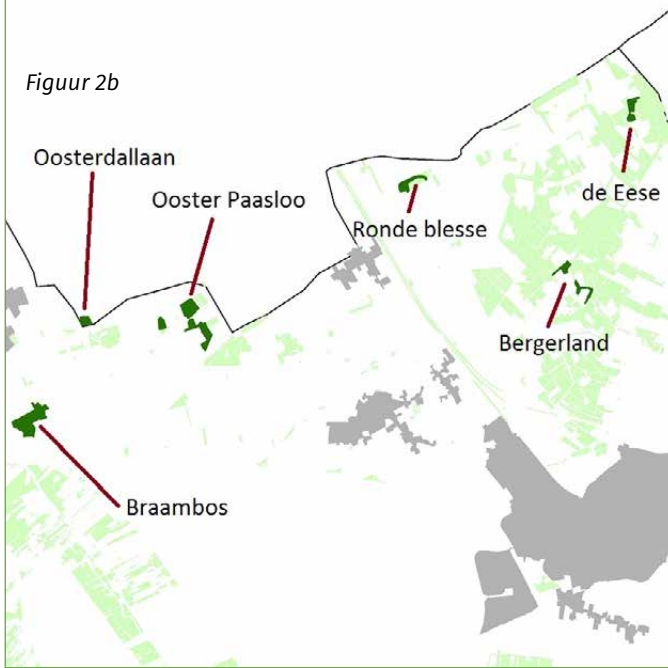 Figuur 2b
Oosterdallaan
Ooster Paasloo
de Eese
Ronde blesse
Bergerland
Braambos